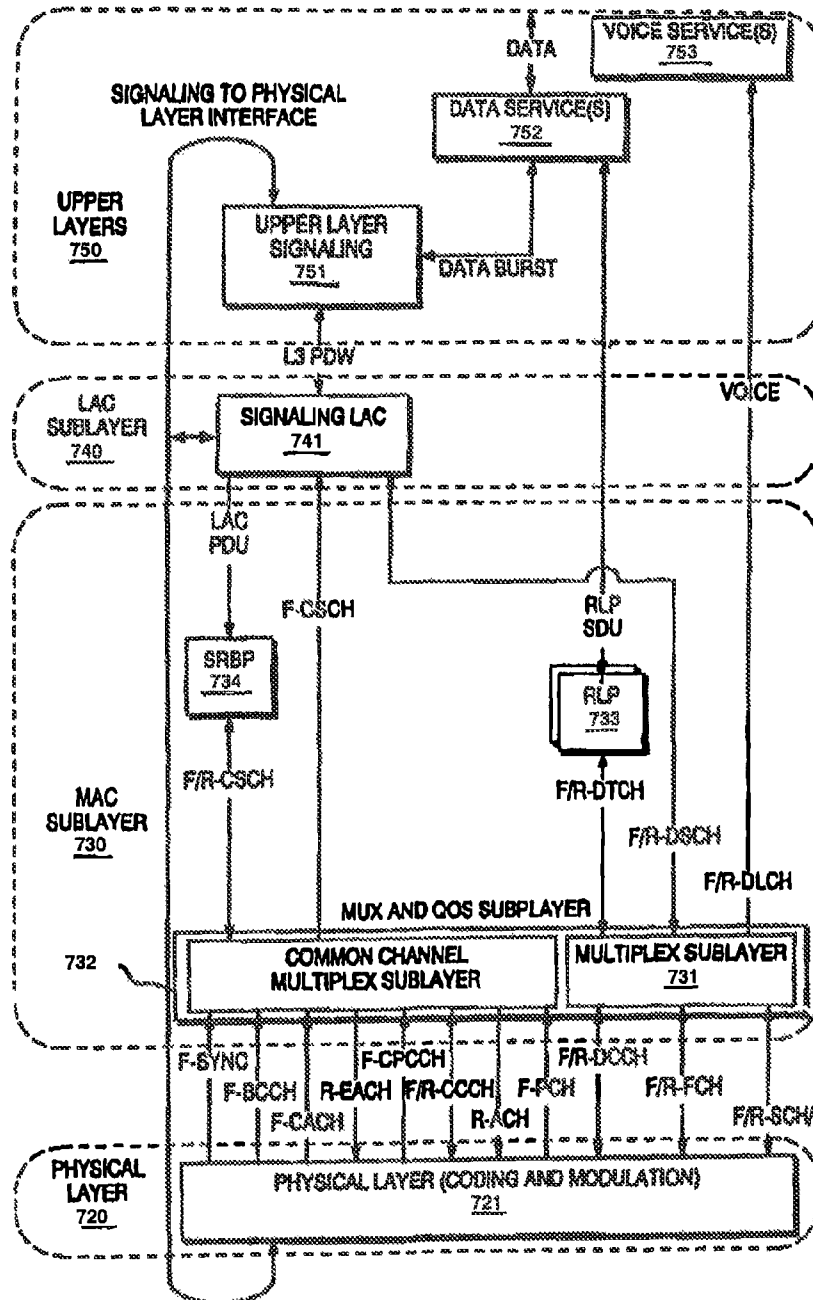 VOICE SERVICE(S)
753
DATA
SIGNALING TO PHYSICAL
LAYER INTERFACE
DATA SERVICE(S)
752
UPPER
LAYERS
750
UPPER LAYER
SIGNALING
751
DATA BURST
L3 PDW
VOICE
LAC
SUBLAYER
740
SIGNALING LAC
741
LAC
PDU
F-CSCH
RLP
SDU
SRBP
734
RLP
733
F/R-CSCH
F/R-DTCH
MAC
SUBLAYER
730
F/R-DSCH
F/R-DLCH
MUX AND QOS SUBPLAYER
732
COMMON CHANNEL
MULTIPLEX SUBLAYER
MULTIPLEX SUBLAYER
731
F-SYNC
F-CPCCH
F/R-DCCH
F-BCCH
R-EACH
F/R-CCCH
F-PCH
F/R-FCH
F-CACH
R-ACH
F/R-SCH
PHYSICAL
LAYER
720
PHYSICAL LAYER (CODING AND MODULATION)
721